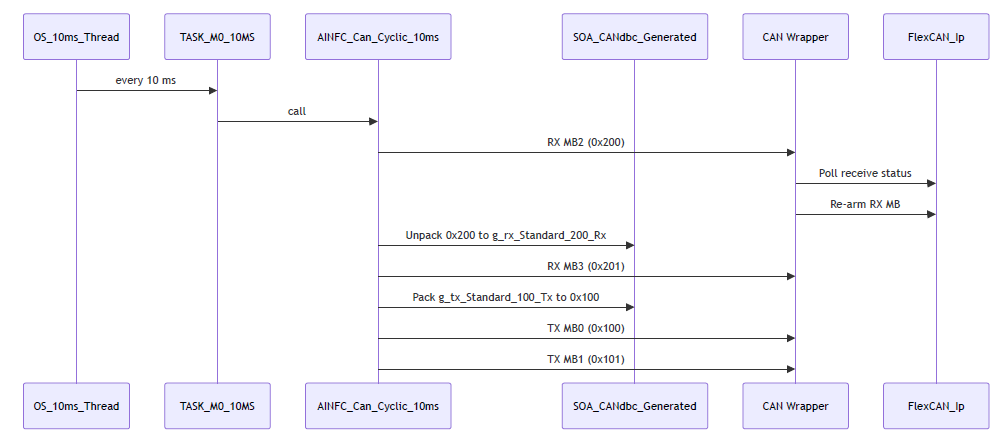 OS_10ms_Thread
TASK_M0_10MS
AINFC_Can_Cyclic_10ms
SOA_CANdbc_Generated
CAN Wrapper
FlexCAN_Ip
every 10 ms
call
RX MB2 (0x200)
Poll receive status
Re-arm RX MB
Unpack 0x200 to g_rx_Standard_200_Rx
RX MB3 (0x201)
Pack g_tx_Standard_100_Tx to 0x100
TX MB0 (0x100)
TX MB1 (0x101)
OS_10ms_Thread
TASK_M0_10MS
AINFC_Can_Cyclic_10ms
SOA_CANdbc_Generated
CAN Wrapper
FlexCAN_Ip